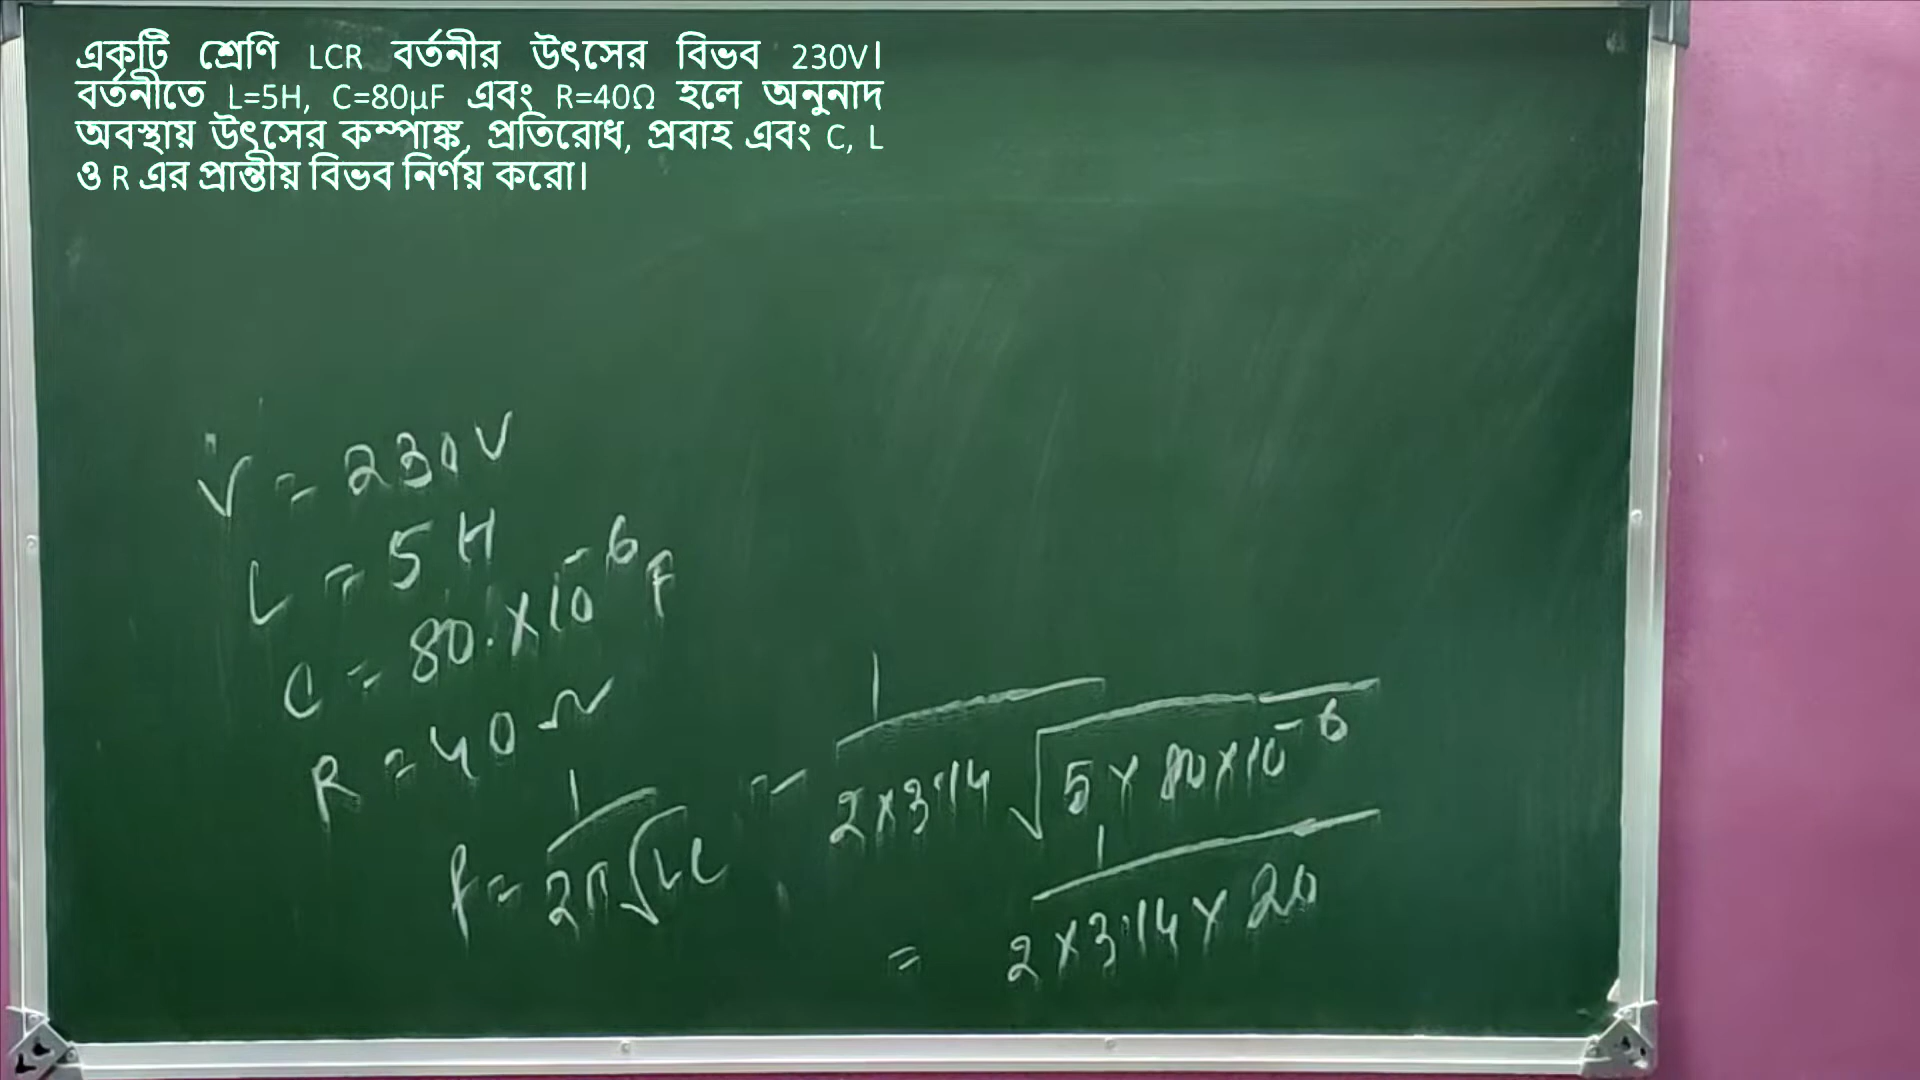 একটি শ্রেণি LCR বর্তনীর উৎসের বিভব 230V।
বর্তনীতে L=5H, C=80μF এবং R=40Ω হলে অনুনাদ
অবস্থায় উৎসের কম্পাঙ্ক, প্রতিরোধ, প্রবাহ এবং C, L
ও R এর প্রান্তীয় বিভব নির্ণয় করো।
V = 230V
L = 5 H
C = 80.×10⁻⁶ F
R = 40 Ω
f = 1/2π√LC = 1/2×3.14 √5×80×10⁻⁶
= 1/2×3.14×20